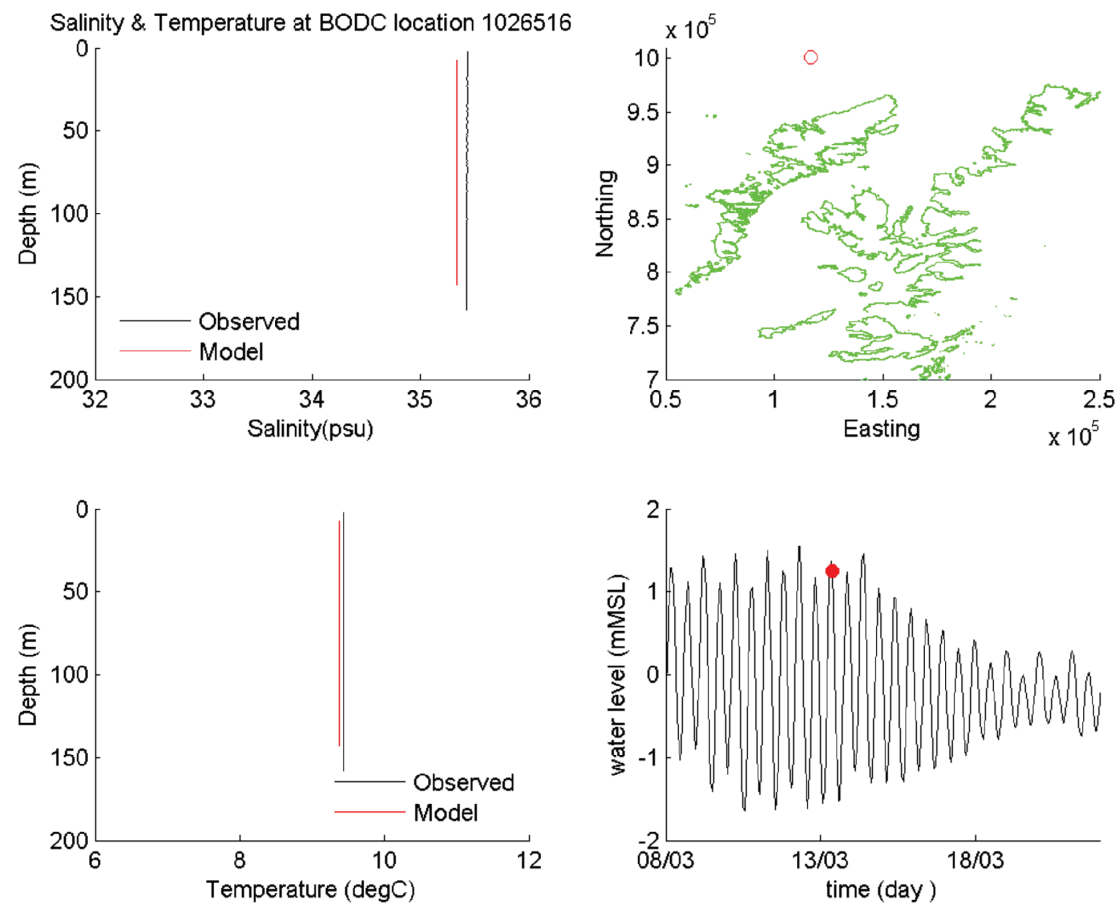 Salinity & Temperature at BODC location 1026516
0
50
100
150
200
Depth (m)
32
33
34
35
36
Salinity(psu)
Observed
Model
x 10^5
10
9.5
9
8.5
8
7.5
7
Northing
0.5
1
1.5
2
2.5
Easting
x 10^5
0
50
100
150
200
Depth (m)
6
8
10
12
Temperature (degC)
Observed
Model
2
1
0
-1
-2
water level (mMSL)
08/03
13/03
18/03
time (day )